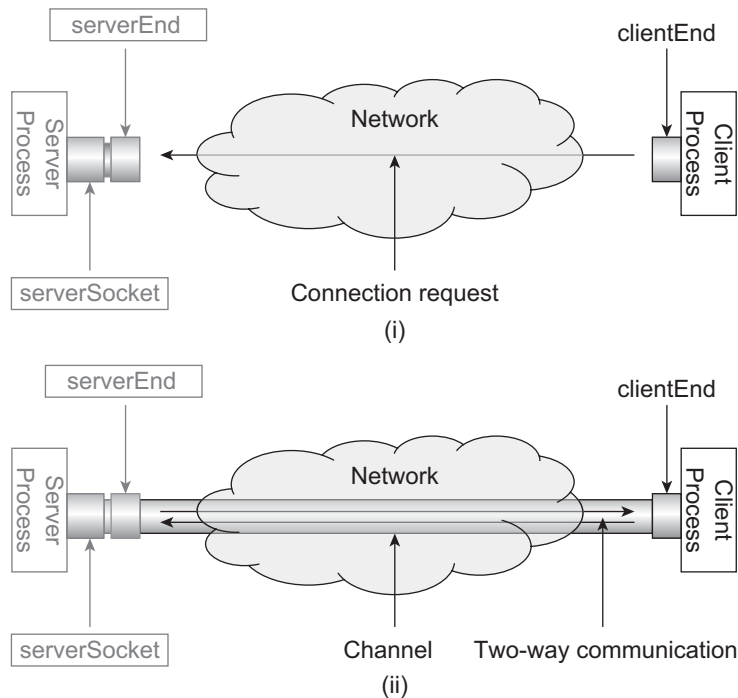 serverEnd
clientEnd
Server
Process
Network
Client
Process
serverSocket
Connection request
(i)
serverEnd
clientEnd
Server
Process
Network
Client
Process
serverSocket
Channel
Two-way communication
(ii)